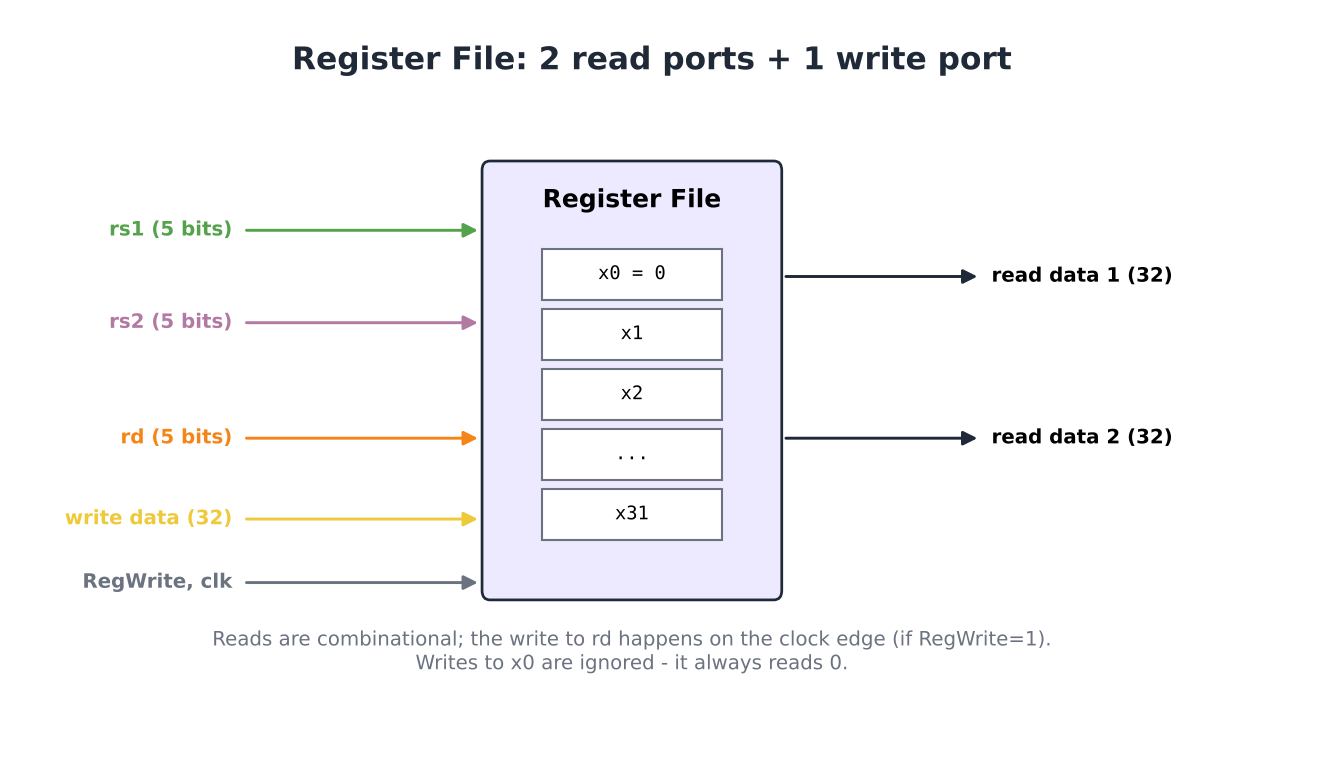 Register File: 2 read ports + 1 write port
Register File
rs1 (5 bits)
rs2 (5 bits)
rd (5 bits)
write data (32)
RegWrite, clk
x0 = 0
x1
x2
...
x31
read data 1 (32)
read data 2 (32)
Reads are combinational; the write to rd happens on the clock edge (if RegWrite=1).
Writes to x0 are ignored - it always reads 0.